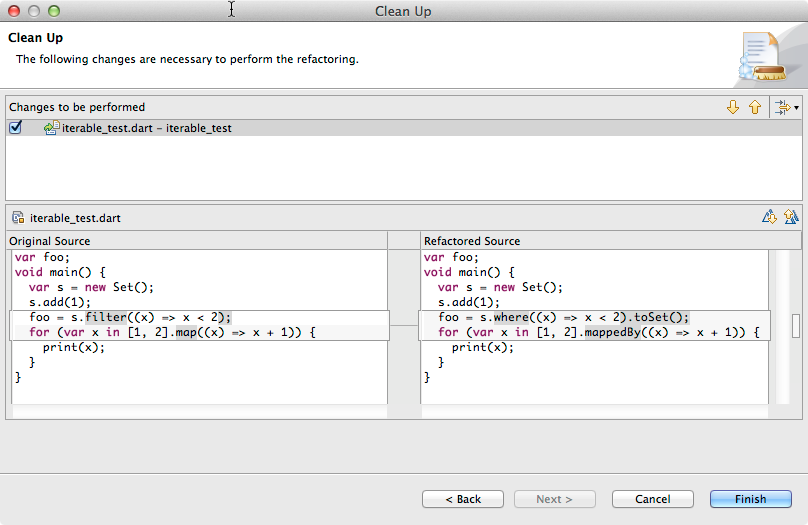 Clean Up
Clean Up
The following changes are necessary to perform the refactoring.
Changes to be performed
iterable_test.dart – iterable_test
iterable_test.dart
Original Source
var foo;
void main() {
  var s = new Set();
  s.add(1);
  foo = s.filter((x) => x < 2);
  for (var x in [1, 2].map((x) => x + 1)) {
    print(x);
  }
}
Refactored Source
var foo;
void main() {
  var s = new Set();
  s.add(1);
  foo = s.where((x) => x < 2).toSet();
  for (var x in [1, 2].mappedBy((x) => x + 1)) {
    print(x);
  }
}
< Back
Next >
Cancel
Finish